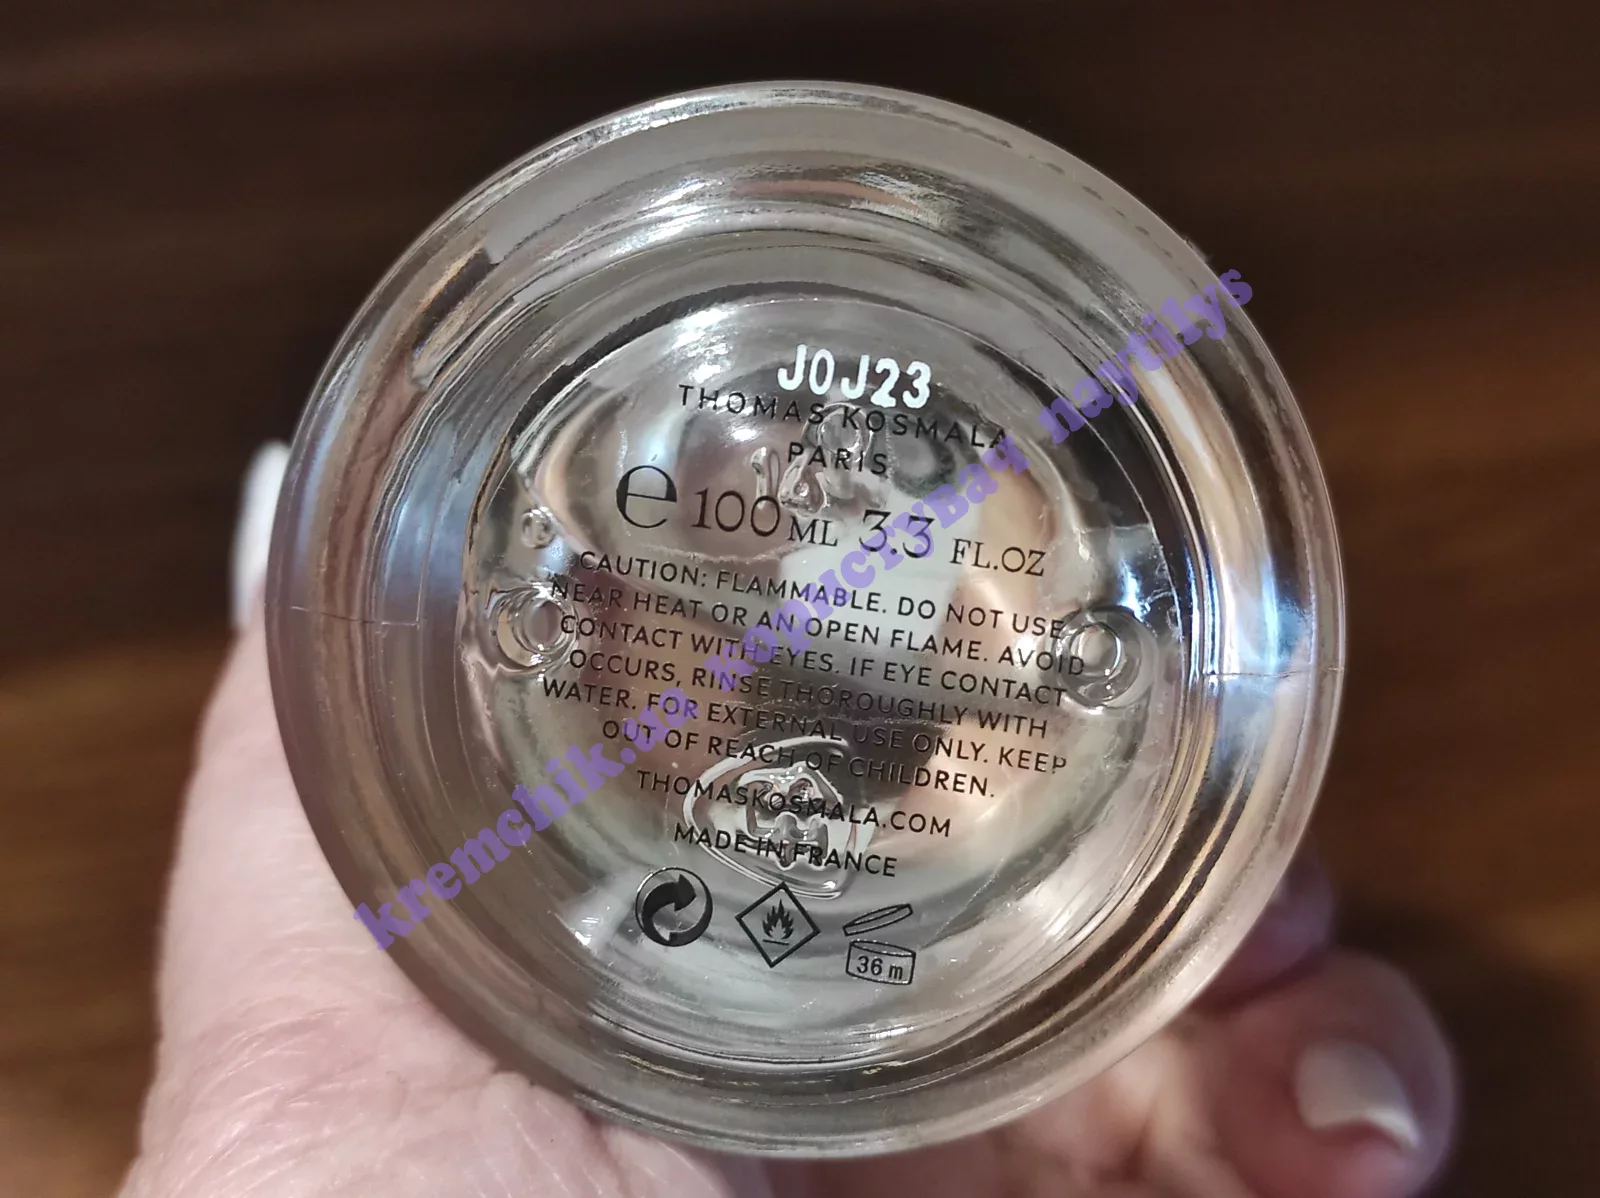 J0J23
THOMAS KOSMALA
PARIS
e 100 ML 3.3 FL.OZ
CAUTION: FLAMMABLE. DO NOT USE
NEAR HEAT OR AN OPEN FLAME. AVOID
CONTACT WITH EYES. IF EYE CONTACT
OCCURS, RINSE THOROUGHLY WITH
WATER. FOR EXTERNAL USE ONLY. KEEP
OUT OF REACH OF CHILDREN.
THOMASKOSMALA.COM
MADE IN FRANCE
36 m
kremchik.ua користувач naytilys